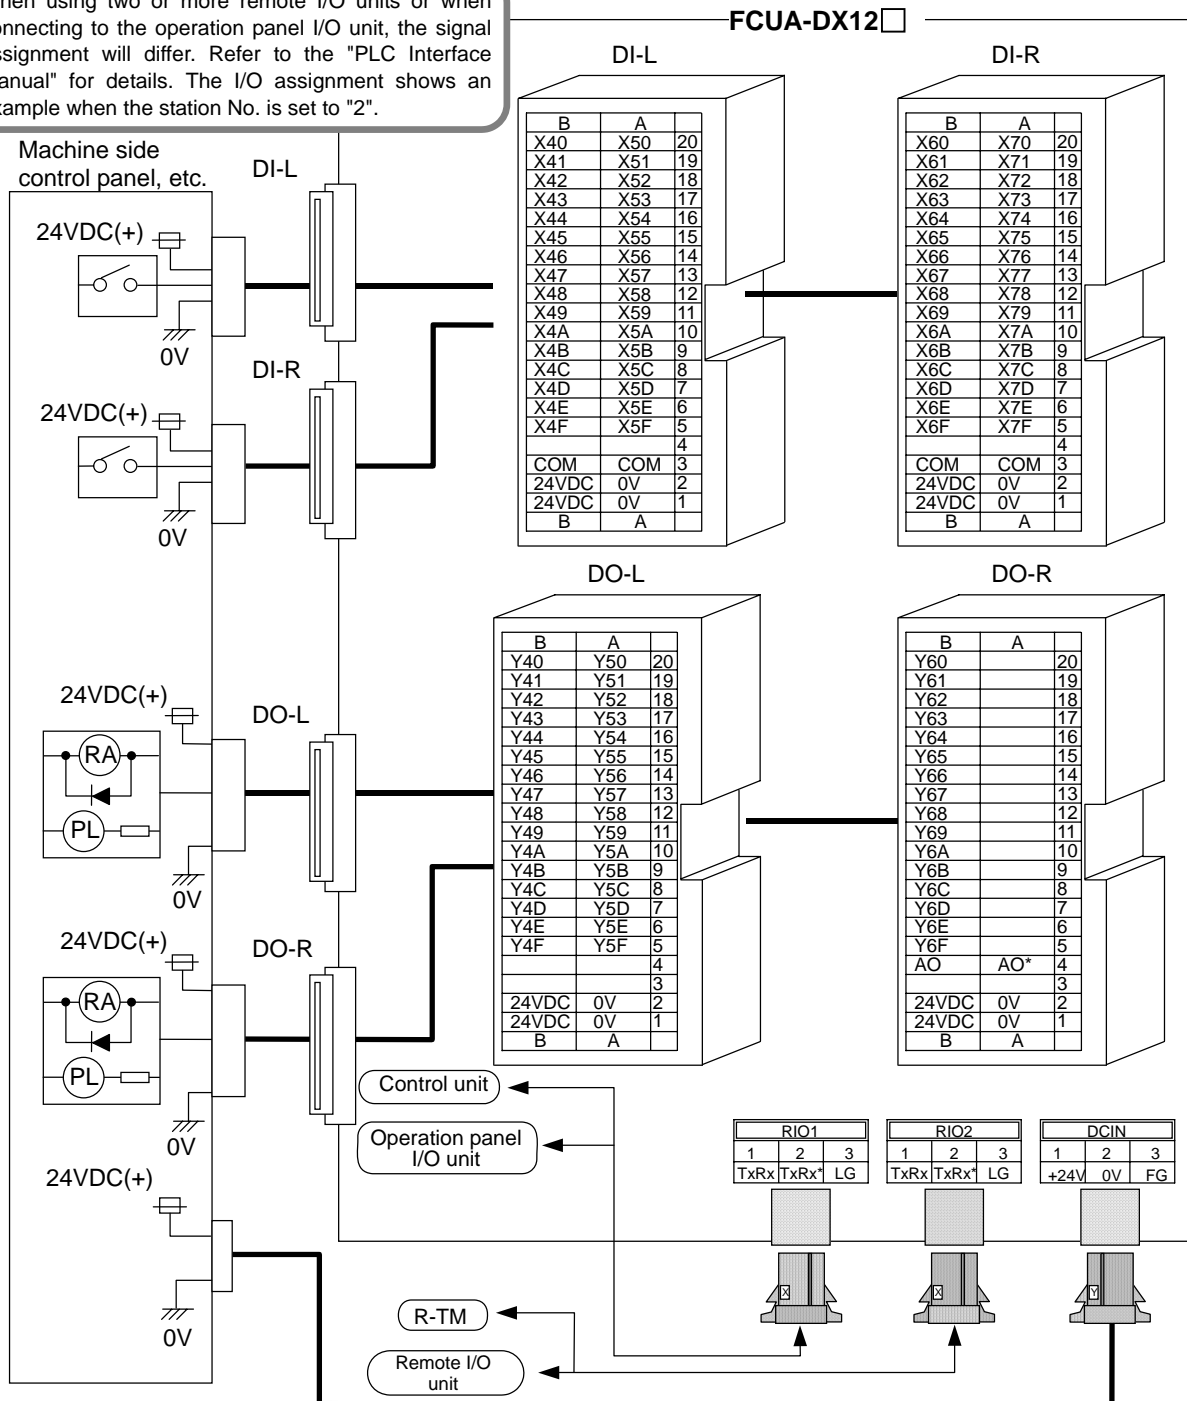 when using two or more remote I/O units or when
connecting to the operation panel I/O unit, the signal
assignment will differ. Refer to the "PLC Interface
Manual" for details. The I/O assignment shows an
example when the station No. is set to "2".
FCUA-DX12□
DI-L
DI-R
B A
X40 X50 20
X41 X51 19
X42 X52 18
X43 X53 17
X44 X54 16
X45 X55 15
X46 X56 14
X47 X57 13
X48 X58 12
X49 X59 11
X4A X5A 10
X4B X5B 9
X4C X5C 8
X4D X5D 7
X4E X5E 6
X4F X5F 5
4
COM COM 3
24VDC 0V 2
24VDC 0V 1
B A
B A
X60 X70 20
X61 X71 19
X62 X72 18
X63 X73 17
X64 X74 16
X65 X75 15
X66 X76 14
X67 X77 13
X68 X78 12
X69 X79 11
X6A X7A 10
X6B X7B 9
X6C X7C 8
X6D X7D 7
X6E X7E 6
X6F X7F 5
4
COM COM 3
24VDC 0V 2
24VDC 0V 1
B A
Machine side
control panel, etc.
DI-L
24VDC(+)
0V
DI-R
24VDC(+)
0V
DO-L
DO-R
B A
Y40 Y50 20
Y41 Y51 19
Y42 Y52 18
Y43 Y53 17
Y44 Y54 16
Y45 Y55 15
Y46 Y56 14
Y47 Y57 13
Y48 Y58 12
Y49 Y59 11
Y4A Y5A 10
Y4B Y5B 9
Y4C Y5C 8
Y4D Y5D 7
Y4E Y5E 6
Y4F Y5F 5
4
3
24VDC 0V 2
24VDC 0V 1
B A
B A
Y60 20
Y61 19
Y62 18
Y63 17
Y64 16
Y65 15
Y66 14
Y67 13
Y68 12
Y69 11
Y6A 10
Y6B 9
Y6C 8
Y6D 7
Y6E 6
Y6F 5
AO AO* 4
3
24VDC 0V 2
24VDC 0V 1
B A
24VDC(+)
DO-L
RA
PL
0V
24VDC(+)
DO-R
RA
PL
0V
24VDC(+)
0V
Control unit
Operation panel
I/O unit
R-TM
Remote I/O
unit
RIO1
1 2 3
TxRx TxRx* LG
RIO2
1 2 3
TxRx TxRx* LG
DCIN
1 2 3
+24V 0V FG
X
X
Y